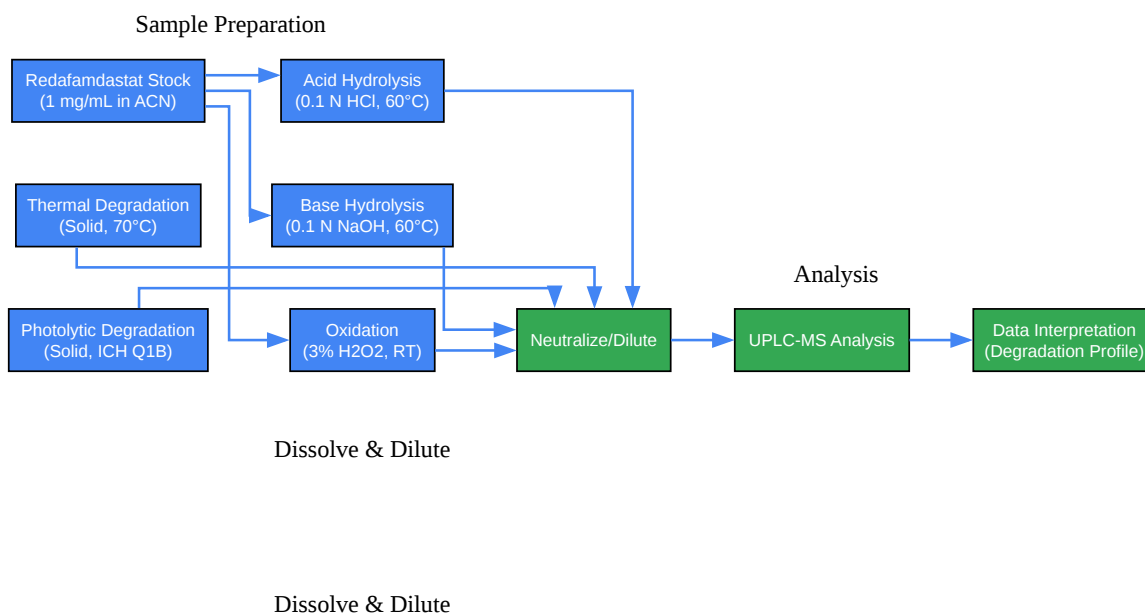 Sample Preparation
Redafamdastat Stock
(1 mg/mL in ACN)
Acid Hydrolysis
(0.1 N HCl, 60°C)
Thermal Degradation
(Solid, 70°C)
Base Hydrolysis
(0.1 N NaOH, 60°C)
Analysis
Photolytic Degradation
(Solid, ICH Q1B)
Oxidation
(3% H2O2, RT)
Neutralize/Dilute
UPLC-MS Analysis
Data Interpretation
(Degradation Profile)
Dissolve & Dilute
Dissolve & Dilute